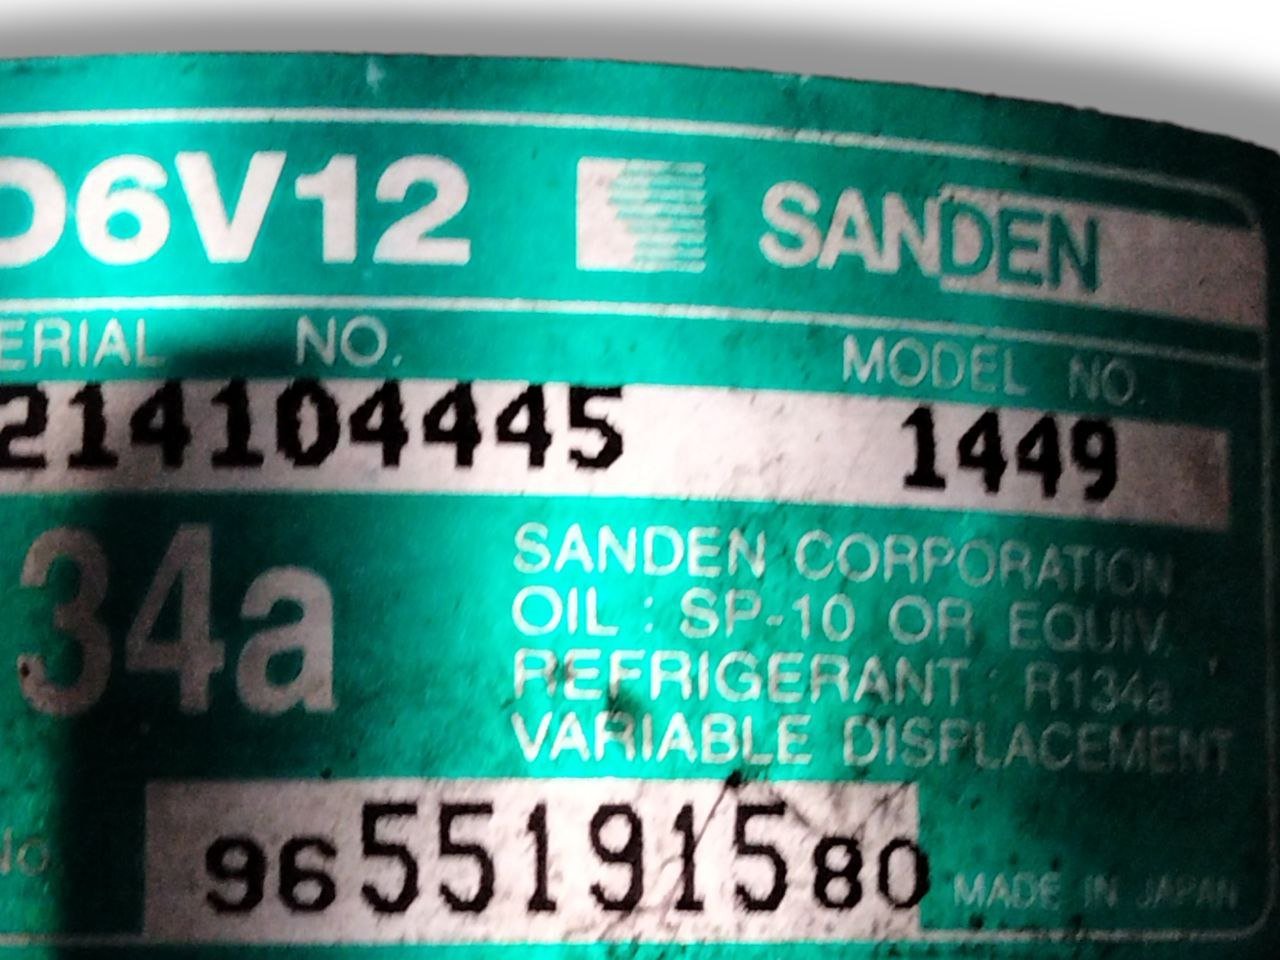 D6V12 SANDEN
ERIAL NO. MODEL NO.
214104445 1449
34a
SANDEN CORPORATION
OIL : SP-10 OR EQUIV.
REFRIGERANT : R134a
VARIABLE DISPLACEMENT
No. 9655191580 MADE IN JAPAN